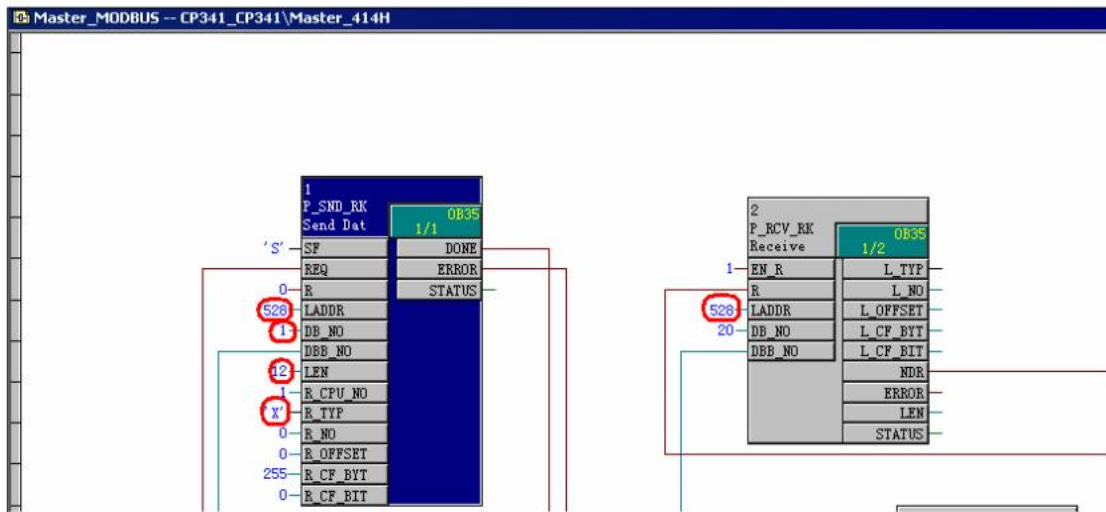 Master_MODBUS -- CP341_CP341\Master_414H
1
P_SND_RK
Send Dat
OB35
1/1
'S' SF DONE
REQ ERROR
0 R STATUS
528 LADDR
1 DB_NO
DBB_NO
12 LEN
1 R_CPU_NO
'X' R_TYP
0 R_NO
0 R_OFFSET
255 R_CF_BYT
0 R_CF_BIT
2
P_RCV_RK
Receive
OB35
1/2
1 EN_R L_TYP
R L_NO
528 LADDR L_OFFSET
20 DB_NO L_CF_BYT
DBB_NO L_CF_BIT
NDR
ERROR
LEN
STATUS